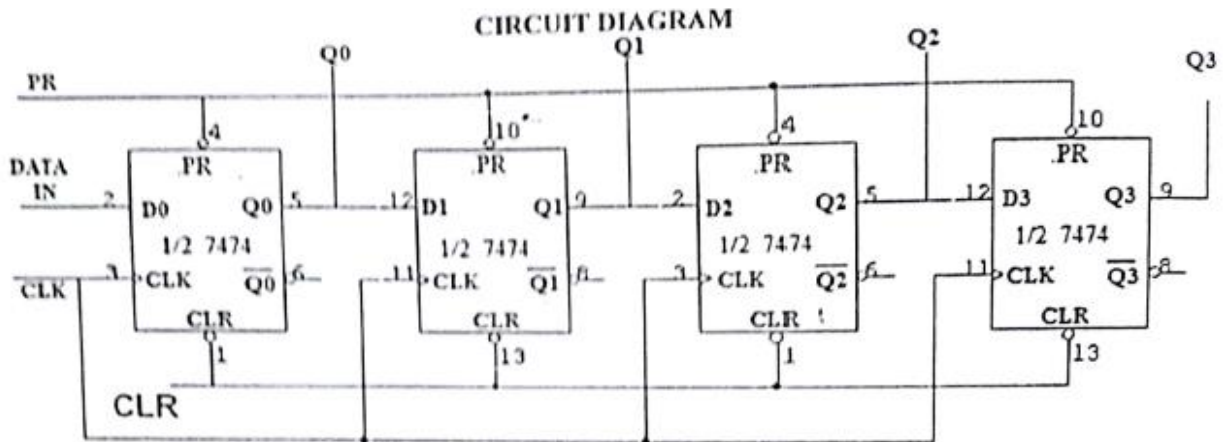 CIRCUIT DIAGRAM
Q0 Q1 Q2 Q3
PR
4 10 4 10
.PR .PR .PR .PR
DATA
IN
2 D0 Q0 5 12 D1 Q1 9 2 D2 Q2 5 12 D3 Q3 9
1/2 7474 1/2 7474 1/2 7474 1/2 7474
CLK 3 CLK Q0 6 11 CLK Q1 8 3 CLK Q2 6 11 CLK Q3 8
CLR CLR CLR CLR
1 13 1 13
CLR